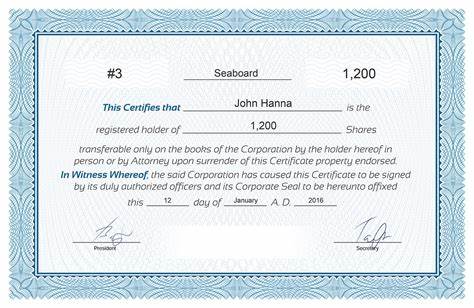 #3 Seaboard 1,200
This Certifies that John Hanna is the
registered holder of 1,200 Shares
transferable only on the books of the Corporation by the holder hereof in
person or by Attorney upon surrender of this Certificate property endorsed.
In Witness Whereof, the said Corporation has caused this Certificate to be signed
by its duly authorized officers and its Corporate Seal to be hereunto affixed
this 12 day of January A. D. 2016
President Secretary